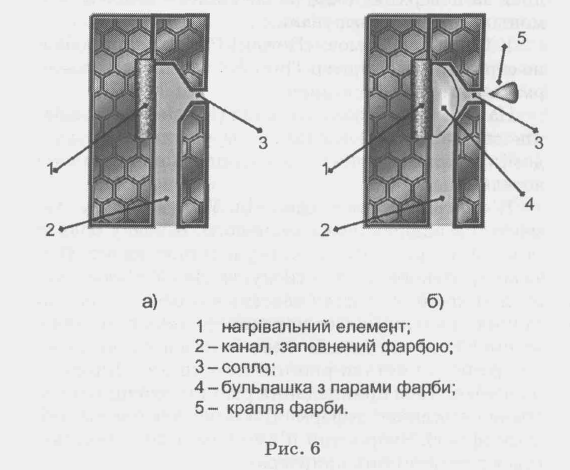 5
3
3
1
1
4
2
2
а)
б)
1 – нагрівальний елемент;
2 – канал, заповнений фарбою;
3 – сопло;
4 – бульпашка з парами фарби;
5 – крапля фарби.
Рис. 6